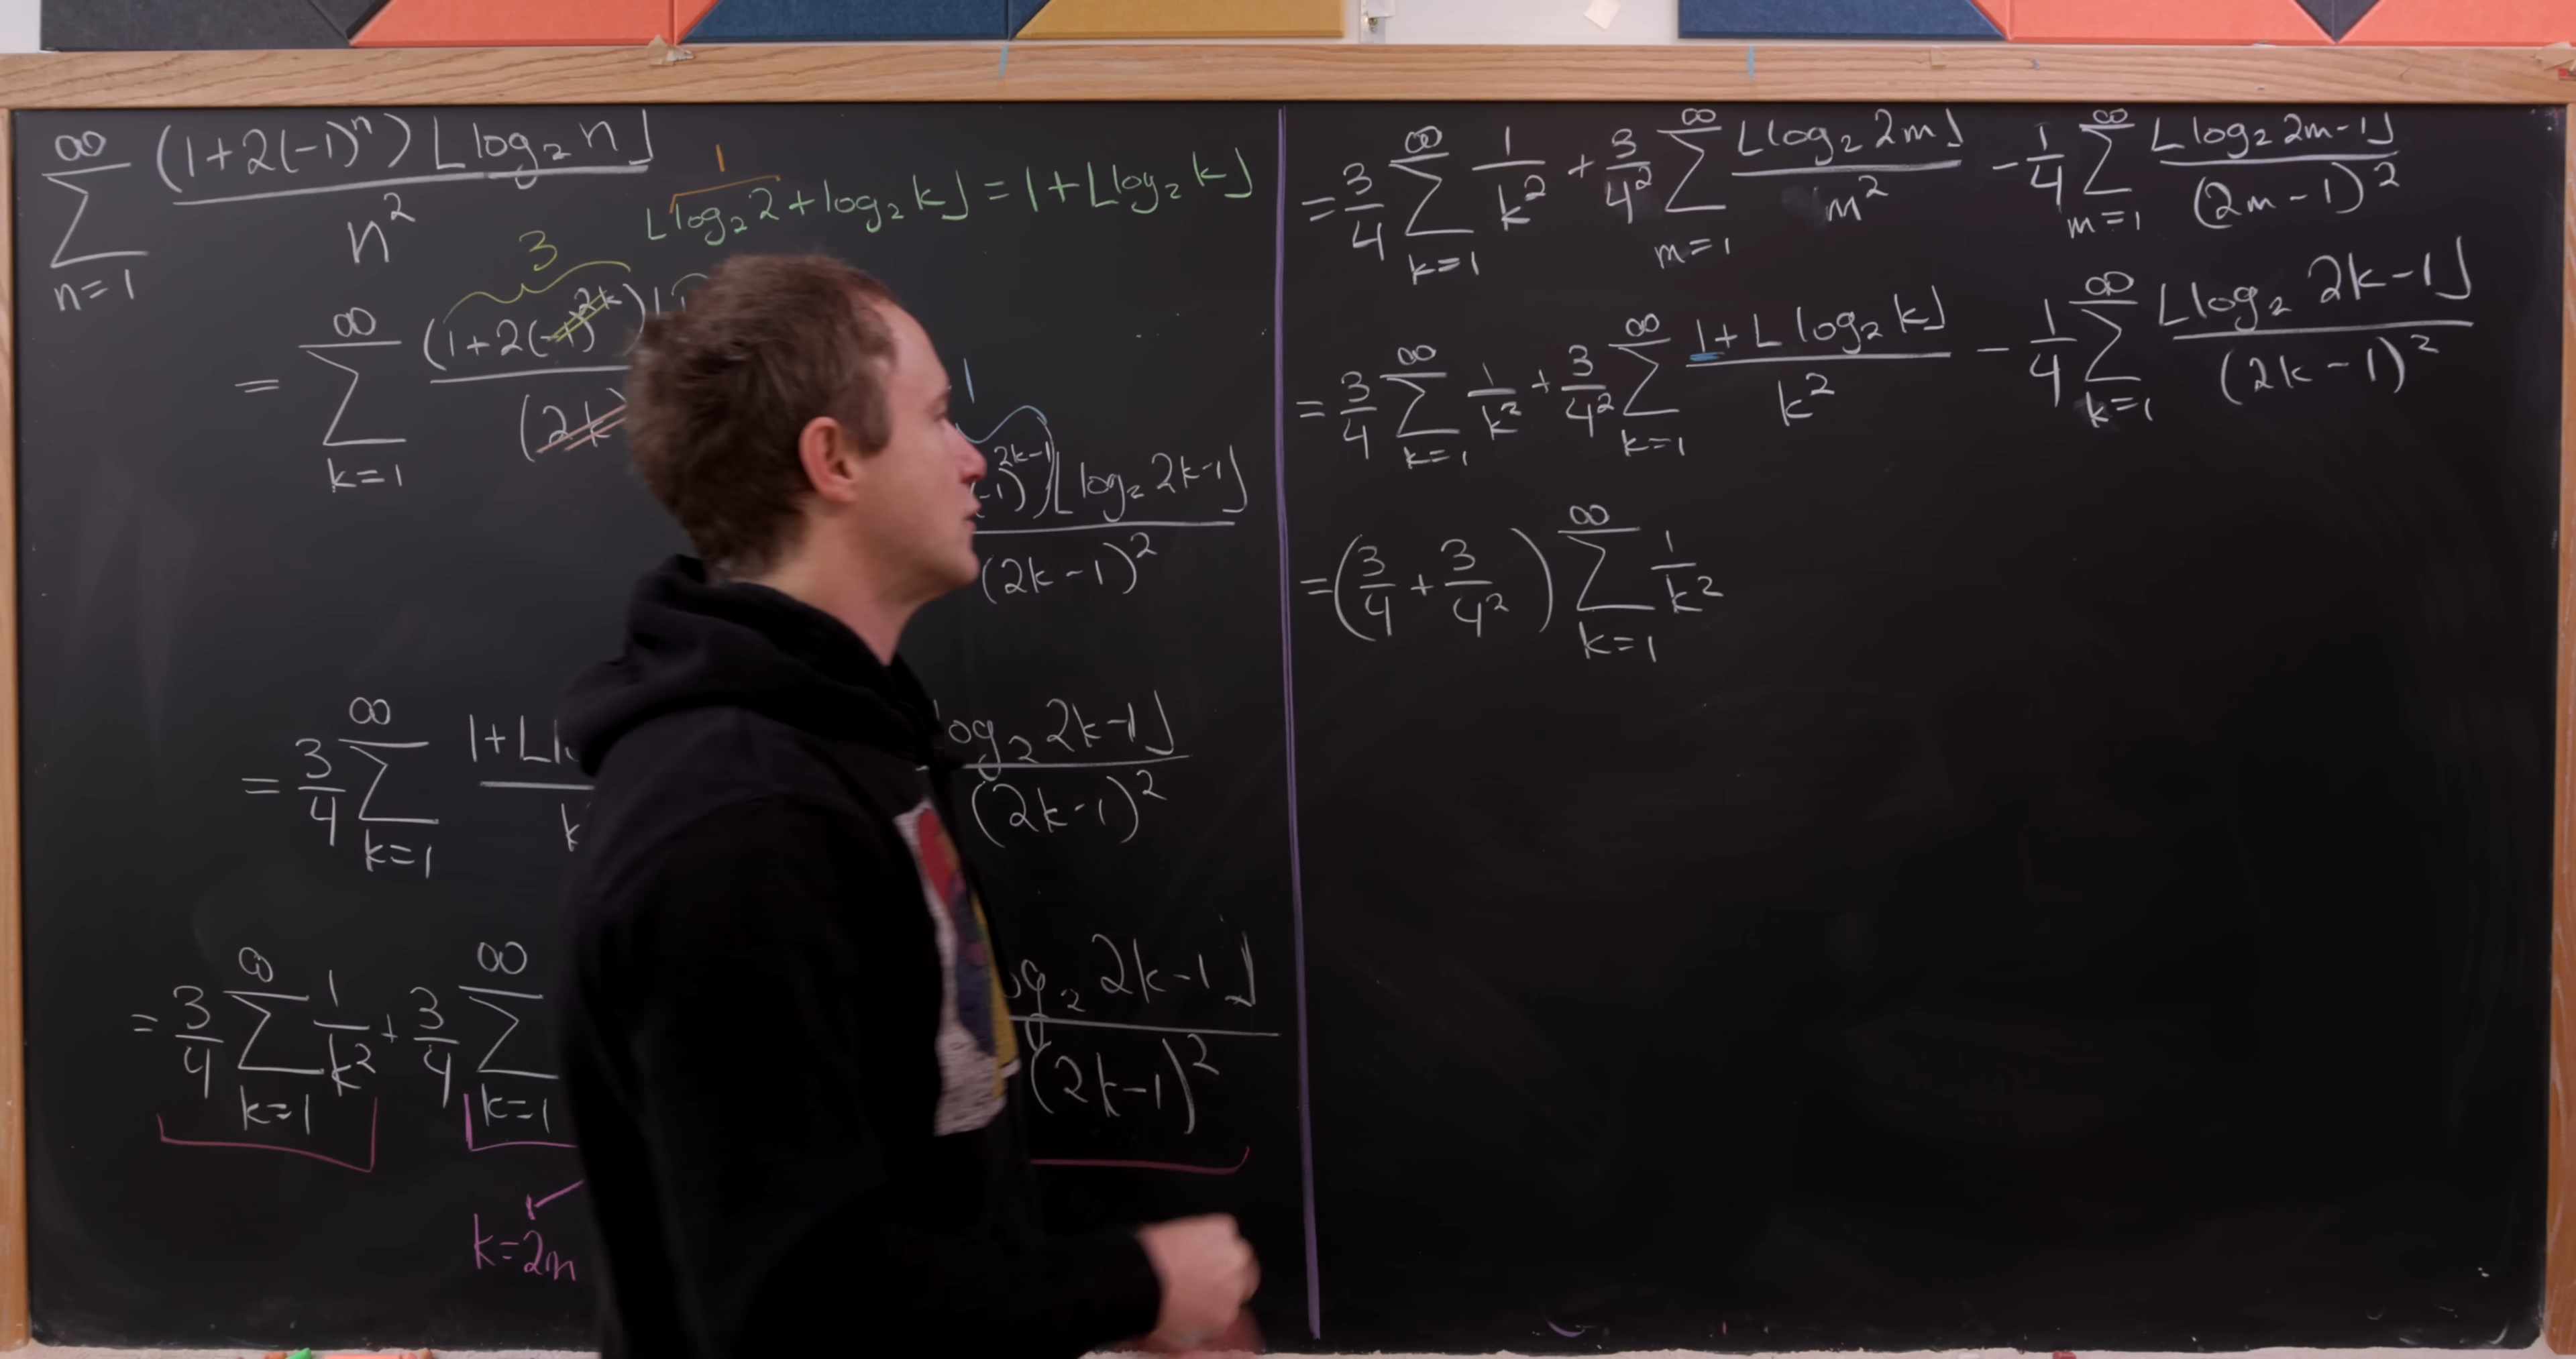 ∑_{n=1}^{∞} (1+2(-1)^n)⌊log₂ n⌋ / n²
1
⌊log₂ 2 + log₂ k⌋ = 1 + ⌊log₂ k⌋
3
= ∑_{k=1}^{∞} (1+2(-1)^{2k})⌊
(2k)
1
-1)^{2k-1})⌊log₂ 2k-1⌋ / (2k-1)²
= 3/4 ∑_{k=1}^{∞} 1+⌊l
k
og₂ 2k-1⌋ / (2k-1)²
= 3/4 ∑_{k=1}^{∞} 1/k² + 3/4 ∑_{k=1}^{∞}
og₂ 2k-1⌋ / (2k-1)²
k=2m
= 3/4 ∑_{k=1}^{∞} 1/k² + 3/4² ∑_{m=1}^{∞} ⌊log₂ 2m⌋ / m² - 1/4 ∑_{m=1}^{∞} ⌊log₂ 2m-1⌋ / (2m-1)²
= 3/4 ∑_{k=1}^{∞} 1/k² + 3/4² ∑_{k=1}^{∞} 1+⌊log₂ k⌋ / k² - 1/4 ∑_{k=1}^{∞} ⌊log₂ 2k-1⌋ / (2k-1)²
= (3/4 + 3/4²) ∑_{k=1}^{∞} 1/k²